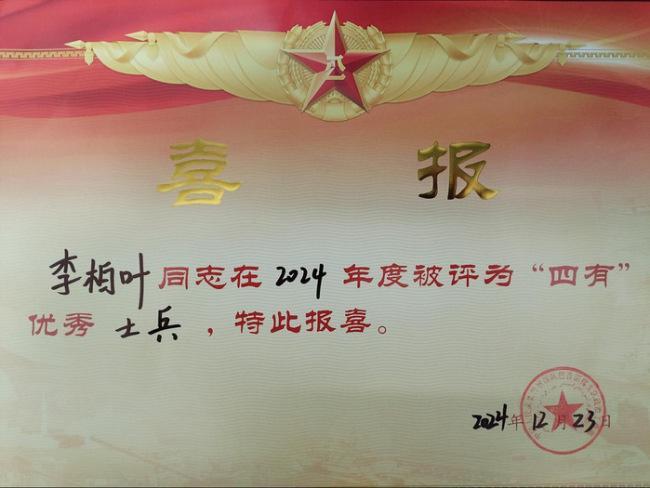 喜报
李柏叶同志在2024年度被评为“四有”
优秀士兵，特此报喜。
2024年12月23日